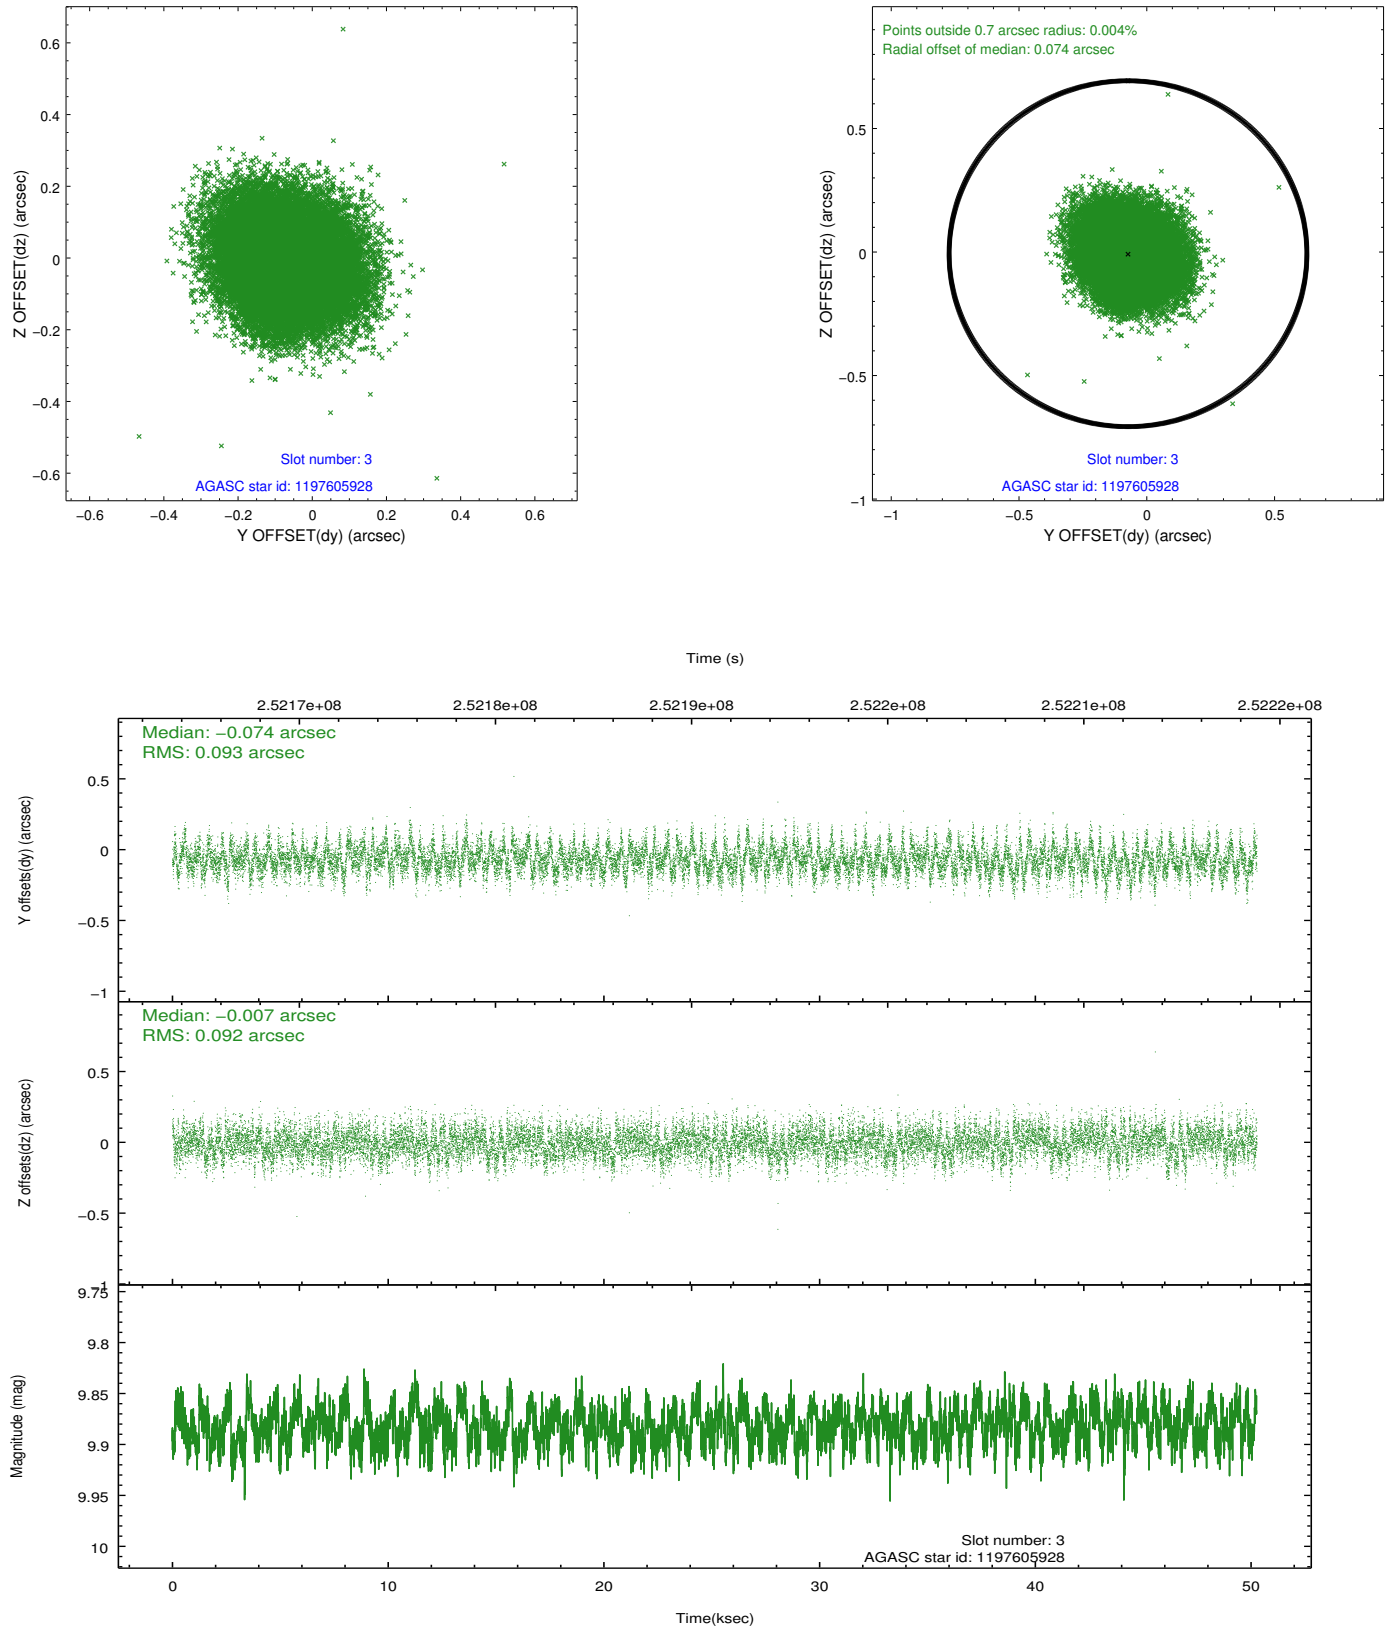 0.6
0.4
0.2
0
−0.2
−0.4
−0.6
Z OFFSET(dz) (arcsec)
Slot number: 3
AGASC star id: 1197605928
−0.6 −0.4 −0.2 0 0.2 0.4 0.6
Y OFFSET(dy) (arcsec)
Points outside 0.7 arcsec radius: 0.004%
Radial offset of median: 0.074 arcsec
0.5
0
−0.5
−1
Z OFFSET(dz) (arcsec)
Slot number: 3
AGASC star id: 1197605928
−1 −0.5 0 0.5
Y OFFSET(dy) (arcsec)
Time (s)
2.5217e+08 2.5218e+08 2.5219e+08 2.522e+08 2.5221e+08 2.5222e+08
Median: −0.074 arcsec
RMS: 0.093 arcsec
0.5
0
−0.5
−1
Y offsets(dy) (arcsec)
Median: −0.007 arcsec
RMS: 0.092 arcsec
0.5
0
−0.5
−1
Z offsets(dz) (arcsec)
9.75
9.8
9.85
9.9
9.95
10
Magnitude (mag)
Slot number: 3
AGASC star id: 1197605928
0 10 20 30 40 50
Time(ksec)